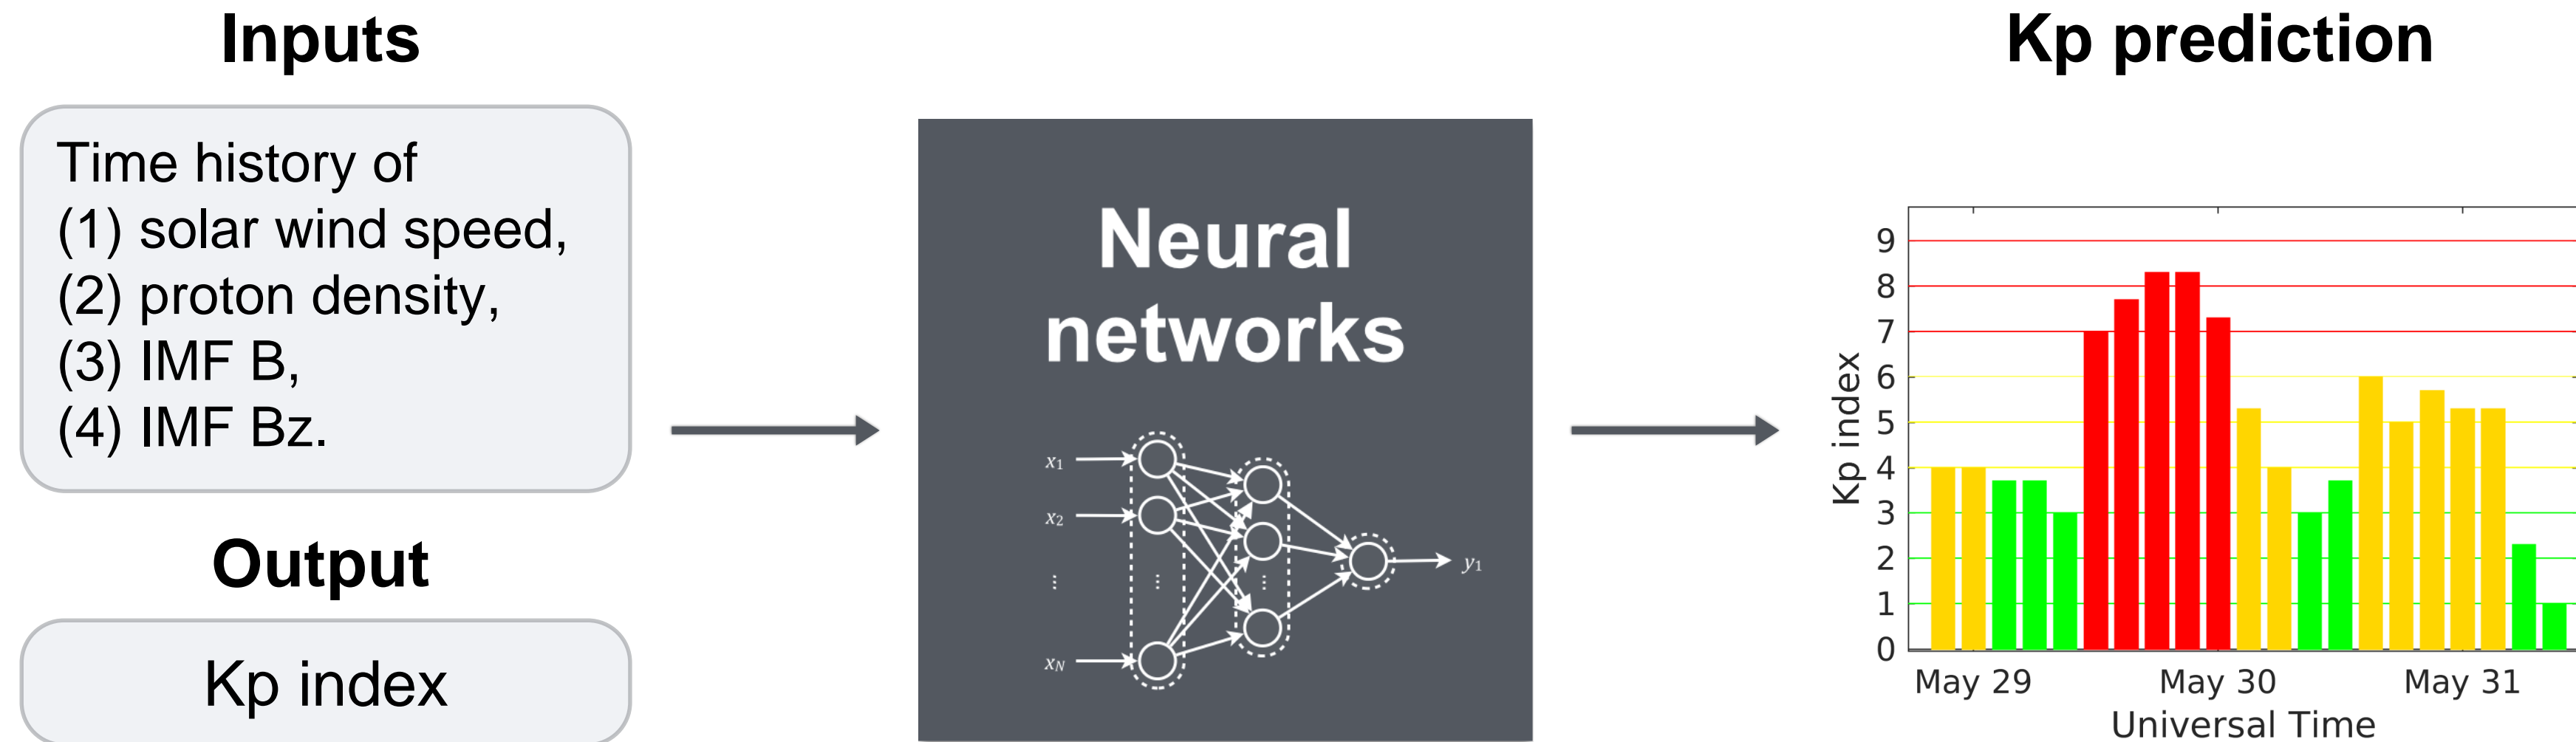 Inputs
Time history of
(1) solar wind speed,
(2) proton density,
(3) IMF B,
(4) IMF Bz.
Output
Kp index
Neural
networks
x₁
x₂
⋮
⋮
⋮
x_N
y₁
Kp prediction
Kp index
9
8
7
6
5
4
3
2
1
0
May 29 May 30 May 31
Universal Time